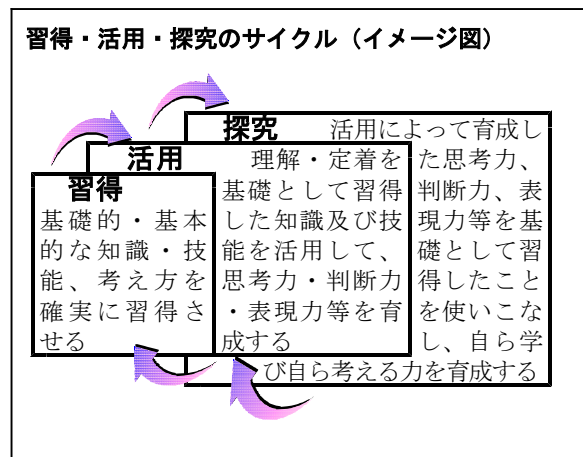 習得・活用・探究のサイクル（イメージ図）
習得
基礎的・基本
的な知識・技
能、考え方を
確実に習得さ
せる
活用
理解・定着を
基礎として習得
した知識及び技
能を活用して、
思考力・判断力
・表現力等を育
成する
探究
活用によって育成し
た思考力、
判断力、表
現力等を基
礎として習
得したこと
を使いこな
し、自ら学
び自ら考える力を育成する